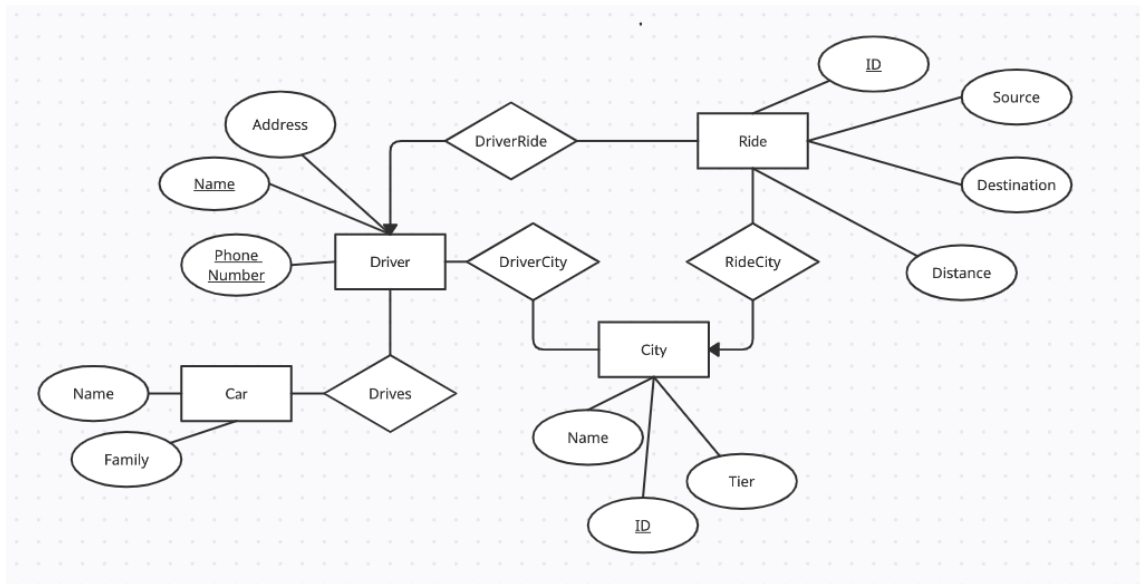 ID
Source
Address
DriverRide
Ride
Name
Destination
Phone
Number
Driver
DriverCity
RideCity
Distance
City
Name
Car
Drives
Name
Family
Tier
ID